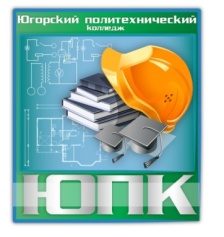 Югорский политехнический
колледж
ЮПК